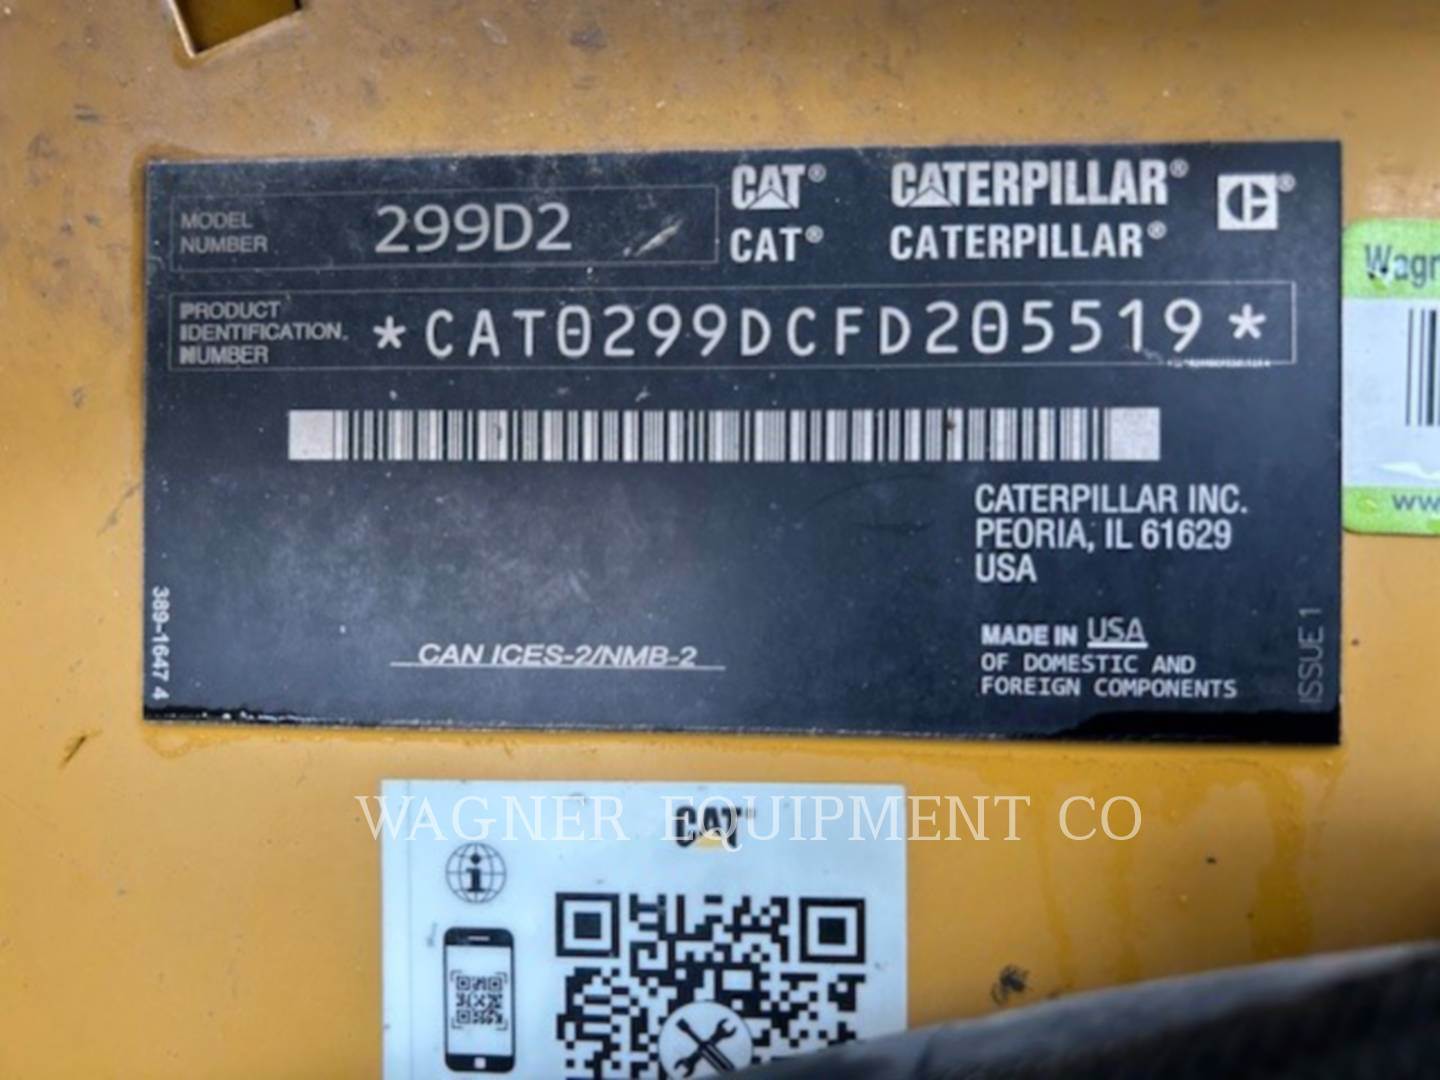 MODEL NUMBER 299D2
CAT® CATERPILLAR®
CAT® CATERPILLAR®
PRODUCT IDENTIFICATION NUMBER *CAT0299DCFD205519*
CATERPILLAR INC.
PEORIA, IL 61629
USA
389-1647 4
CAN ICES-2/NMB-2
MADE IN USA
OF DOMESTIC AND
FOREIGN COMPONENTS
ISSUE 1
WAGNER EQUIPMENT CO
CAT